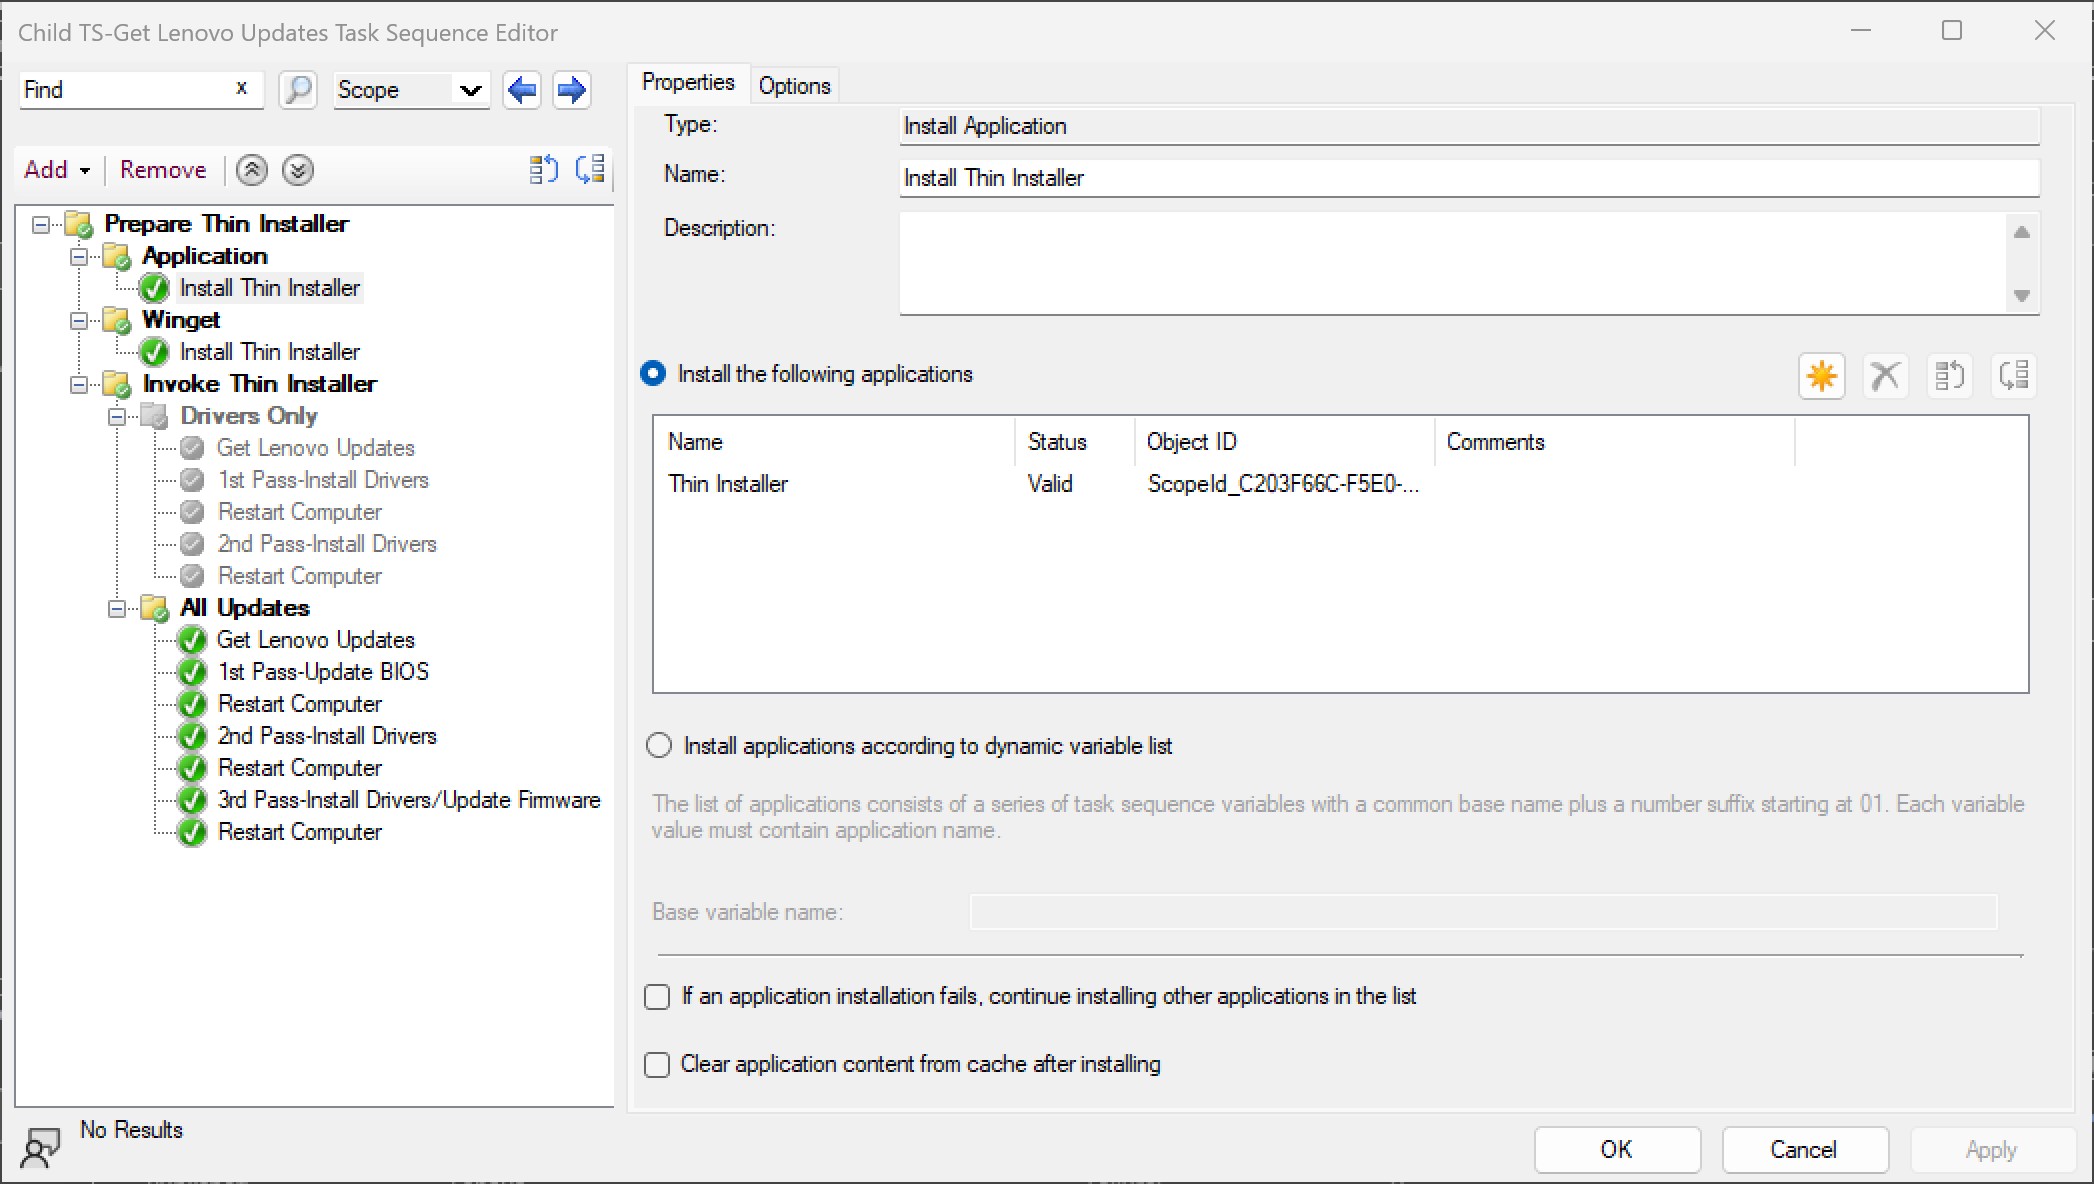 Child TS-Get Lenovo Updates Task Sequence Editor
Find x Scope
Add Remove
Prepare Thin Installer
Application
Install Thin Installer
Winget
Install Thin Installer
Invoke Thin Installer
Drivers Only
Get Lenovo Updates
1st Pass-Install Drivers
Restart Computer
2nd Pass-Install Drivers
Restart Computer
All Updates
Get Lenovo Updates
1st Pass-Update BIOS
Restart Computer
2nd Pass-Install Drivers
Restart Computer
3rd Pass-Install Drivers/Update Firmware
Restart Computer
No Results
Properties Options
Type: Install Application
Name: Install Thin Installer
Description:
Install the following applications
Name Status Object ID Comments
Thin Installer Valid ScopeId_C203F66C-F5E0-...
Install applications according to dynamic variable list
The list of applications consists of a series of task sequence variables with a common base name plus a number suffix starting at 01. Each variable
value must contain application name.
Base variable name:
If an application installation fails, continue installing other applications in the list
Clear application content from cache after installing
OK Cancel Apply